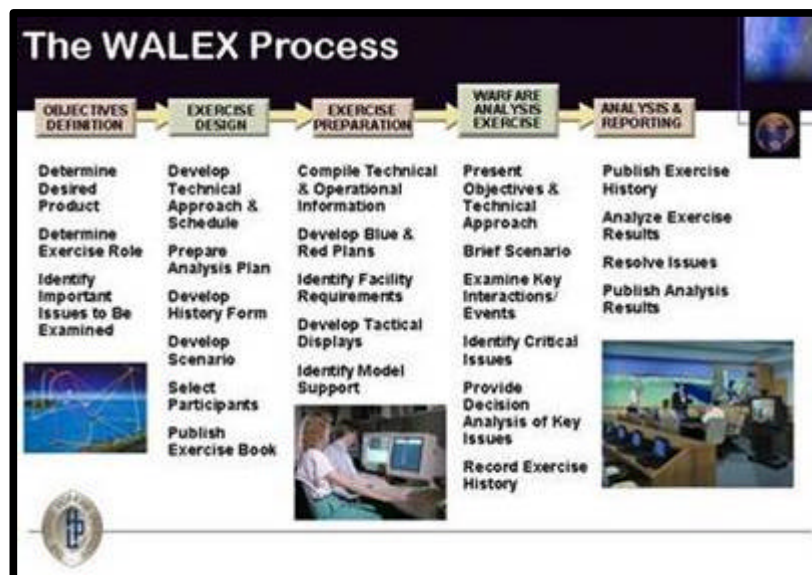 The WALEX Process
OBJECTIVES
DEFINITION
EXERCISE
DESIGN
EXERCISE
PREPARATION
WARFARE
ANALYSIS
EXERCISE
ANALYSIS &
REPORTING
Determine
Desired
Product
Determine
Exercise Role
Identify
Important
Issues to Be
Examined
Develop
Technical
Approach &
Schedule
Prepare
Analysis Plan
Develop
History Form
Develop
Scenario
Select
Participants
Publish
Exercise Book
Compile Technical
& Operational
Information
Develop Blue &
Red Plans
Identify Facility
Requirements
Develop Tactical
Displays
Identify Model
Support
Present
Objectives &
Technical
Approach
Brief Scenario
Examine Key
Interactions/
Events
Identify Critical
Issues
Provide
Decision
Analysis of Key
Issues
Record Exercise
History
Publish Exercise
History
Analyze Exercise
Results
Resolve Issues
Publish Analysis
Results